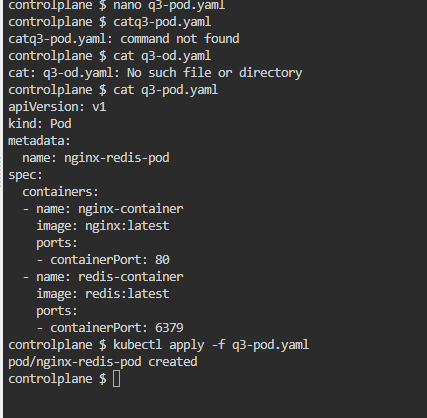 controlplane $ nano q3-pod.yaml
controlplane $ catq3-pod.yaml
catq3-pod.yaml: command not found
controlplane $ cat q3-od.yaml
cat: q3-od.yaml: No such file or directory
controlplane $ cat q3-pod.yaml
apiVersion: v1
kind: Pod
metadata:
  name: nginx-redis-pod
spec:
  containers:
  - name: nginx-container
    image: nginx:latest
    ports:
    - containerPort: 80
  - name: redis-container
    image: redis:latest
    ports:
    - containerPort: 6379
controlplane $ kubectl apply -f q3-pod.yaml
pod/nginx-redis-pod created
controlplane $